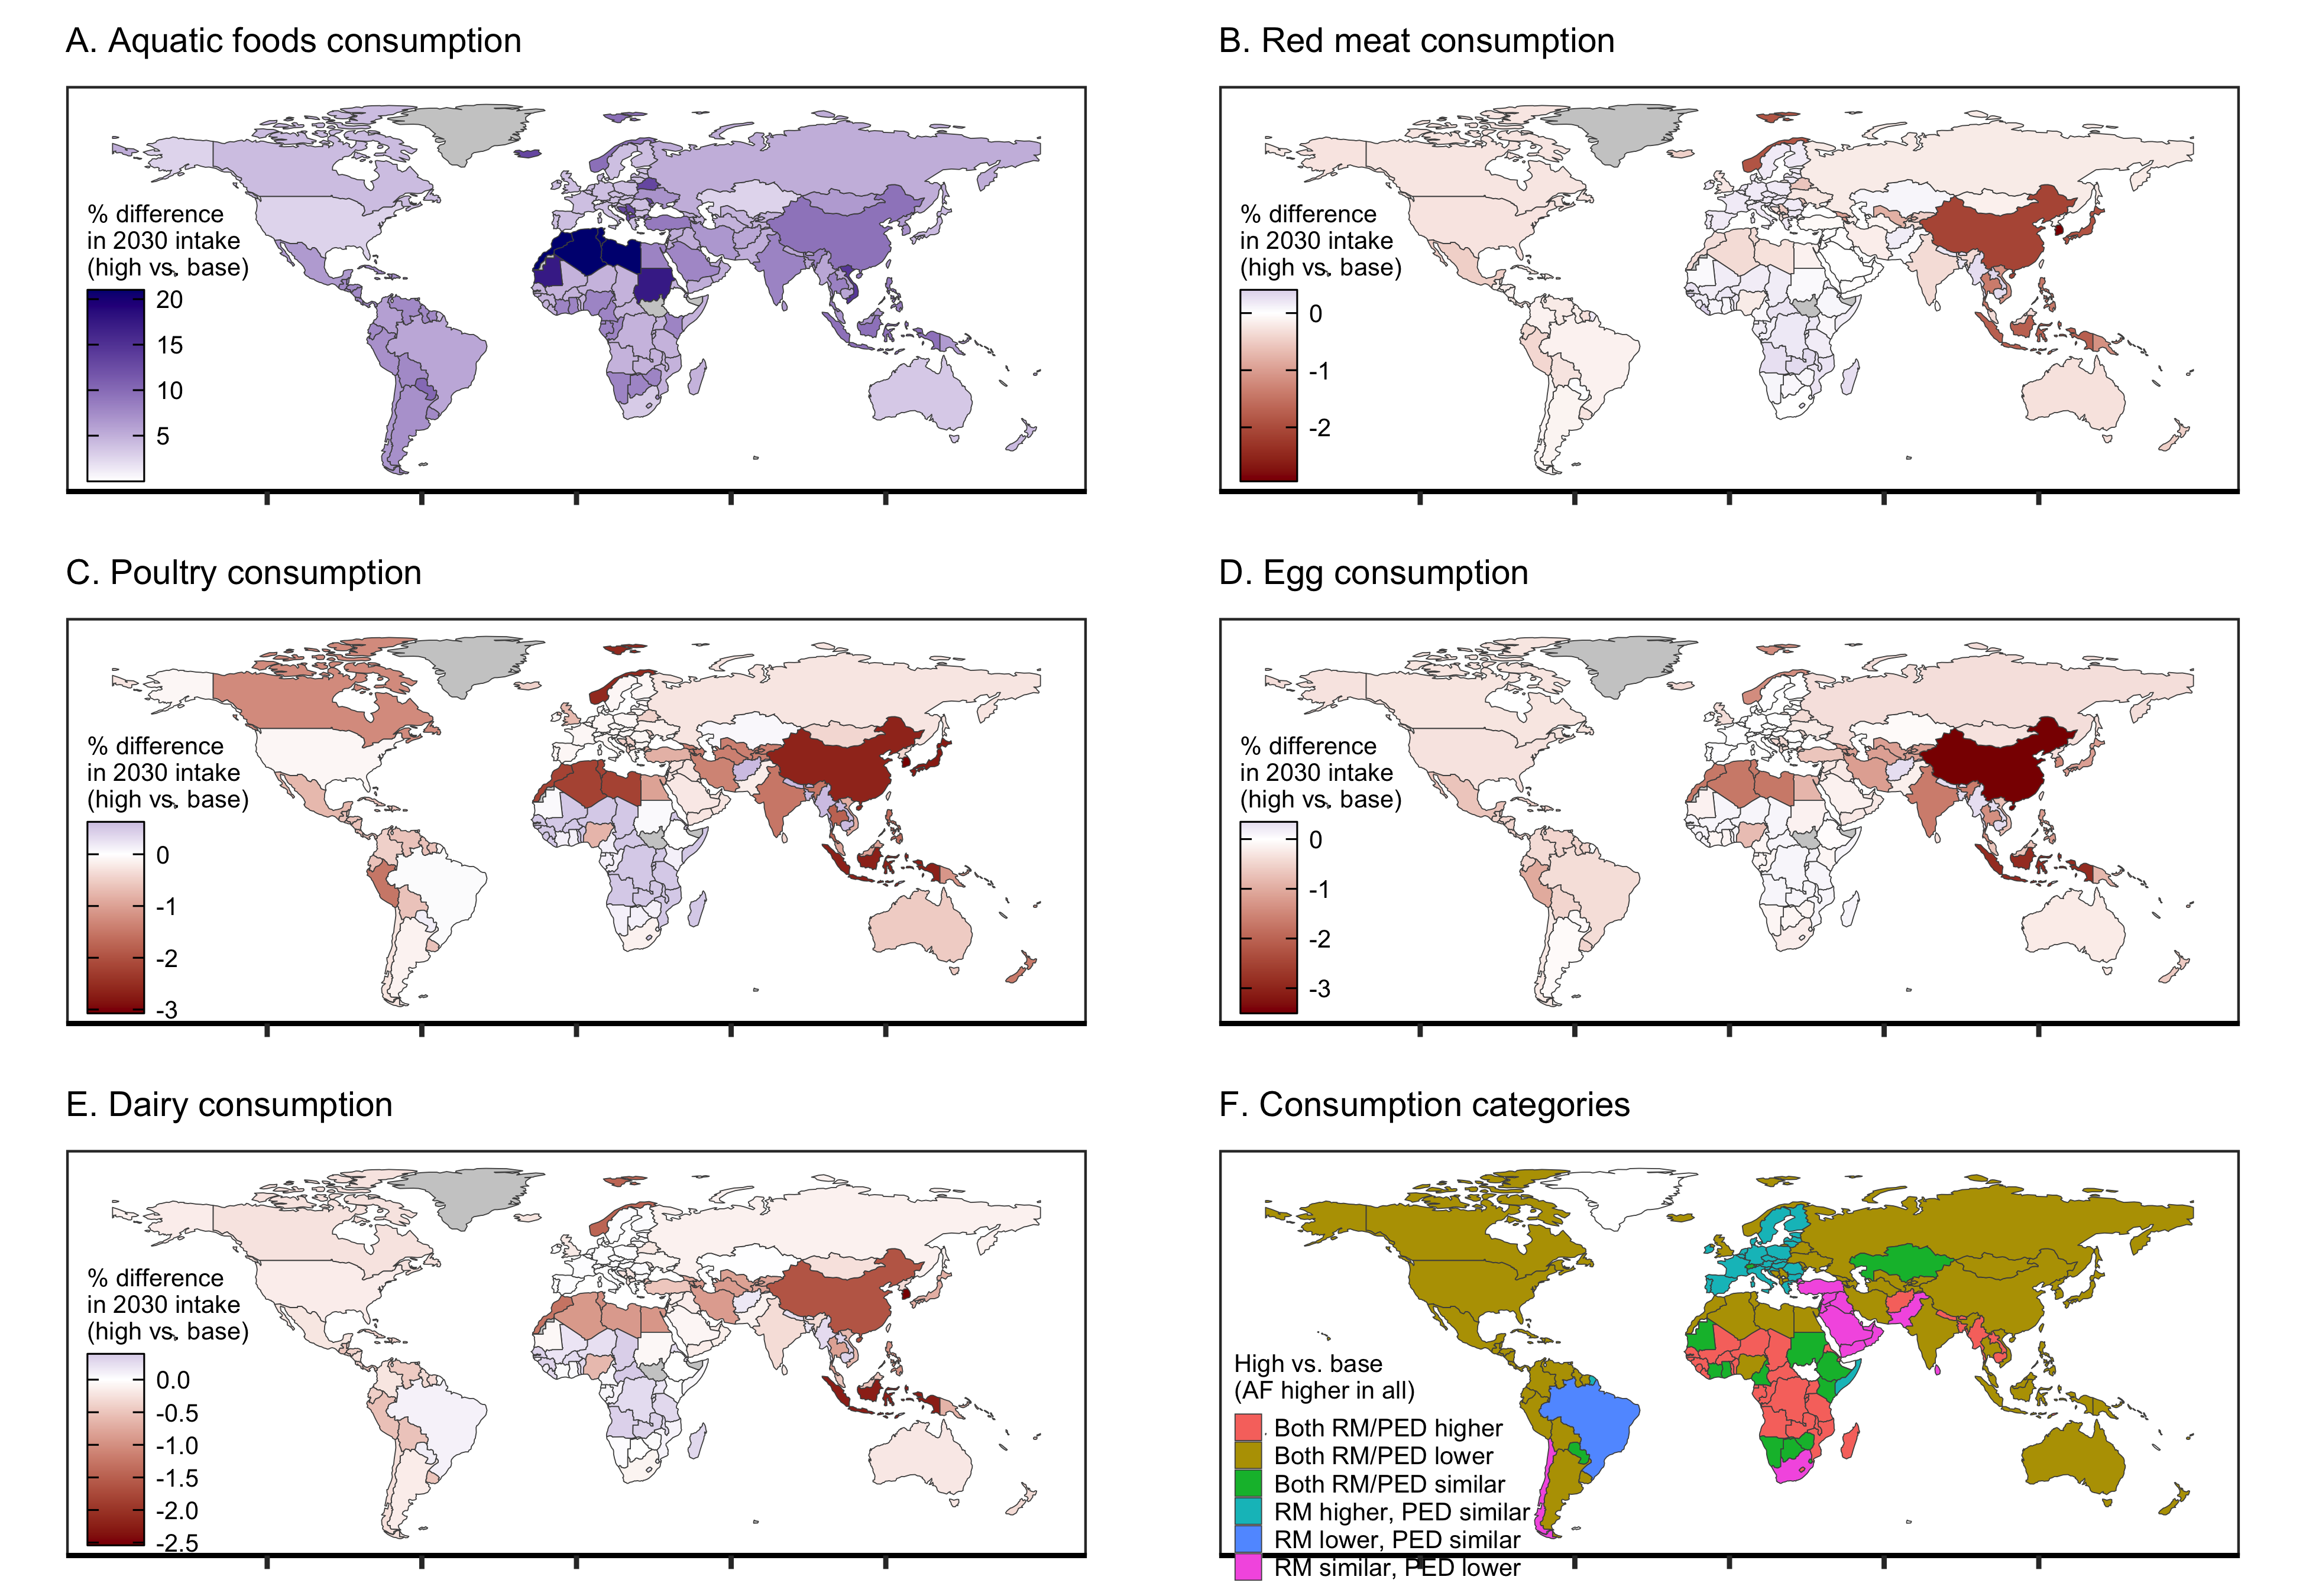 A. Aquatic foods consumption
% difference
in 2030 intake
(high vs. base)
20
15
10
5
B. Red meat consumption
% difference
in 2030 intake
(high vs. base)
0
-1
-2
C. Poultry consumption
% difference
in 2030 intake
(high vs. base)
0
-1
-2
-3
D. Egg consumption
% difference
in 2030 intake
(high vs. base)
0
-1
-2
-3
E. Dairy consumption
% difference
in 2030 intake
(high vs. base)
0.0
-0.5
-1.0
-1.5
-2.0
-2.5
F. Consumption categories
High vs. base
(AF higher in all)
Both RM/PED higher
Both RM/PED lower
Both RM/PED similar
RM higher, PED similar
RM lower, PED similar
RM similar, PED lower